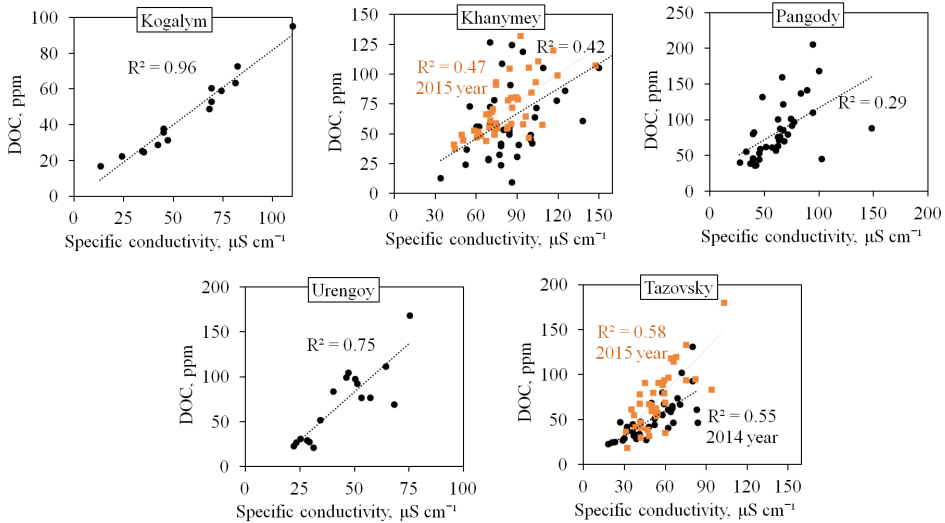 Kogalym
100
80
60
40
20
0
DOC, ppm
R² = 0.96
0 25 50 75 100
Specific conductivity, µS cm⁻¹
Khanymey
150
125
100
75
50
25
0
DOC, ppm
R² = 0.47
2015 year
R² = 0.42
0 30 60 90 120 150
Specific conductivity, µS cm⁻¹
Pangody
250
200
150
100
50
0
DOC, ppm
R² = 0.29
0 50 100 150 200
Specific conductivity, µS cm⁻¹
Urengoy
200
150
100
50
0
DOC, ppm
R² = 0.75
0 25 50 75 100
Specific conductivity, µS cm⁻¹
Tazovsky
200
150
100
50
0
DOC, ppm
R² = 0.58
2015 year
R² = 0.55
2014 year
0 30 60 90 120 150
Specific conductivity, µS cm⁻¹